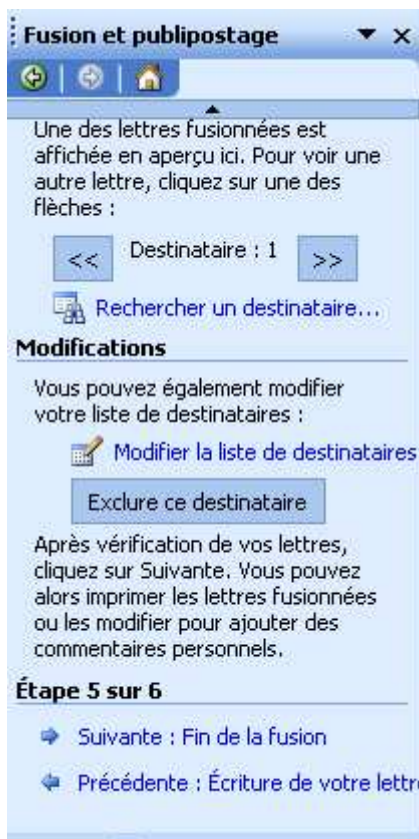 Fusion et publipostage
Une des lettres fusionnées est
affichée en aperçu ici. Pour voir une
autre lettre, cliquez sur une des
flèches :
<< Destinataire : 1 >>
Rechercher un destinataire...
Modifications
Vous pouvez également modifier
votre liste de destinataires :
Modifier la liste de destinataires
Exclure ce destinataire
Après vérification de vos lettres,
cliquez sur Suivante. Vous pouvez
alors imprimer les lettres fusionnées
ou les modifier pour ajouter des
commentaires personnels.
Étape 5 sur 6
Suivante : Fin de la fusion
Précédente : Écriture de votre lettr